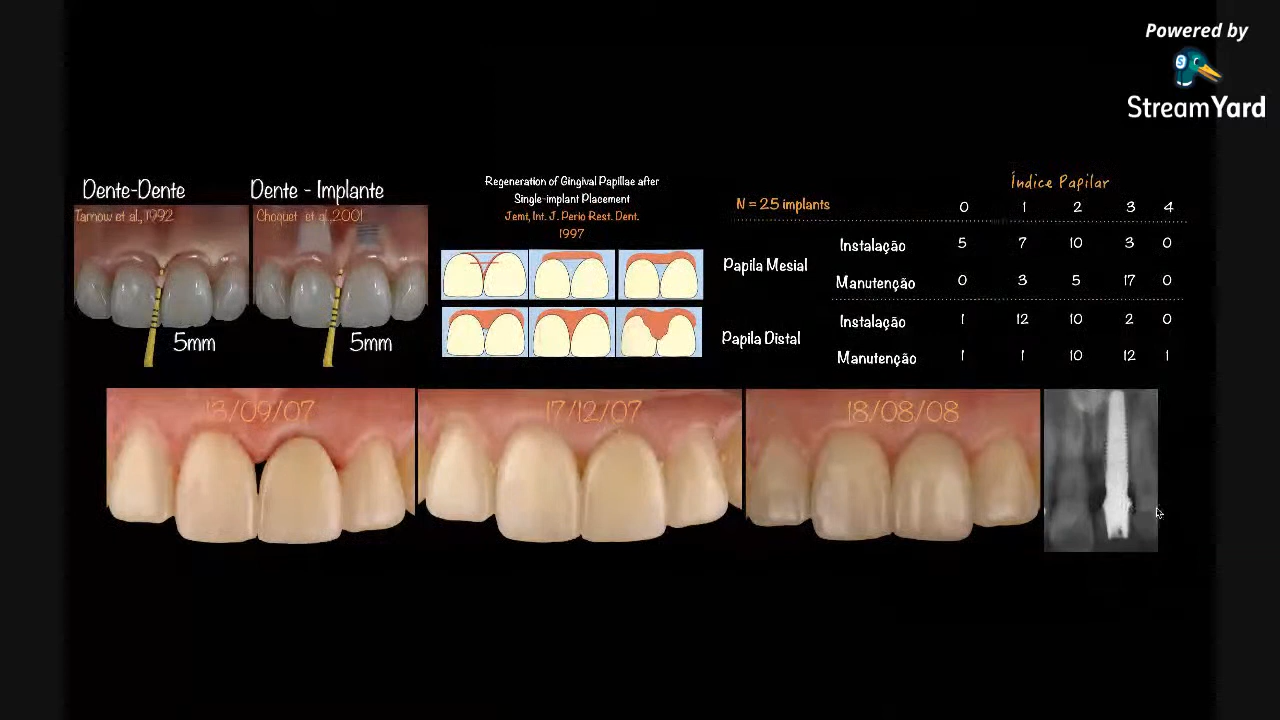 Powered by
StreamYard
Dente-Dente
Tarnow et al., 1992
5mm
Dente - Implante
Choquet et al.,2001
5mm
Regeneration of Gingival Papillae after
Single-implant Placement
Jemt, Int. J. Perio Rest. Dent.
1997
Índice Papilar
N = 25 implants 0 1 2 3 4
Papila Mesial
Instalação 5 7 10 3 0
Manutenção 0 3 5 17 0
Papila Distal
Instalação 1 12 10 2 0
Manutenção 1 1 10 12 1
13/09/07
17/12/07
18/08/08